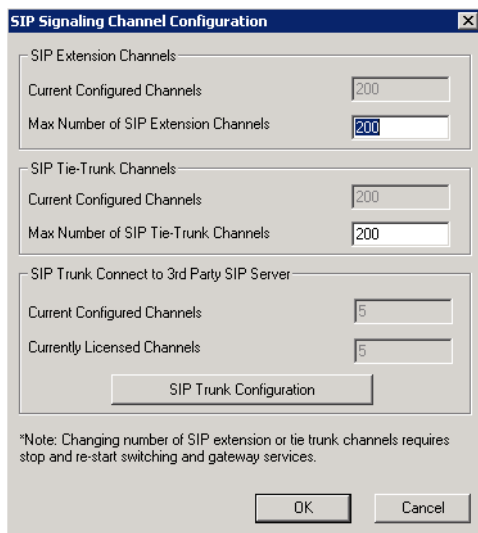 SIP Signaling Channel Configuration
SIP Extension Channels
Current Configured Channels 200
Max Number of SIP Extension Channels 200
SIP Tie-Trunk Channels
Current Configured Channels 200
Max Number of SIP Tie-Trunk Channels 200
SIP Trunk Connect to 3rd Party SIP Server
Current Configured Channels 5
Currently Licensed Channels 5
SIP Trunk Configuration
*Note: Changing number of SIP extension or tie trunk channels requires
stop and re-start switching and gateway services.
OK Cancel